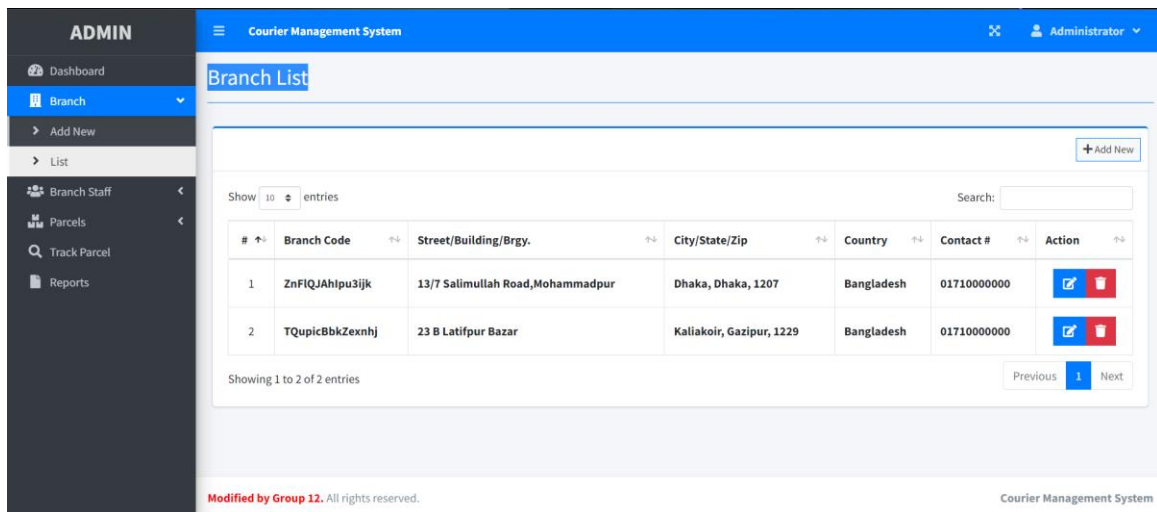 ADMIN
Courier Management System
Administrator
Dashboard
Branch
Add New
List
Branch Staff
Parcels
Track Parcel
Reports
Branch List
+ Add New
Show 10 entries
Search:
# Branch Code Street/Building/Brgy. City/State/Zip Country Contact # Action
1 ZnFlQJAhIpu3ijk 13/7 Salimullah Road,Mohammadpur Dhaka, Dhaka, 1207 Bangladesh 01710000000
2 TQupicBbkZexnhj 23 B Latifpur Bazar Kaliakoir, Gazipur, 1229 Bangladesh 01710000000
Showing 1 to 2 of 2 entries
Previous 1 Next
Modified by Group 12. All rights reserved.
Courier Management System